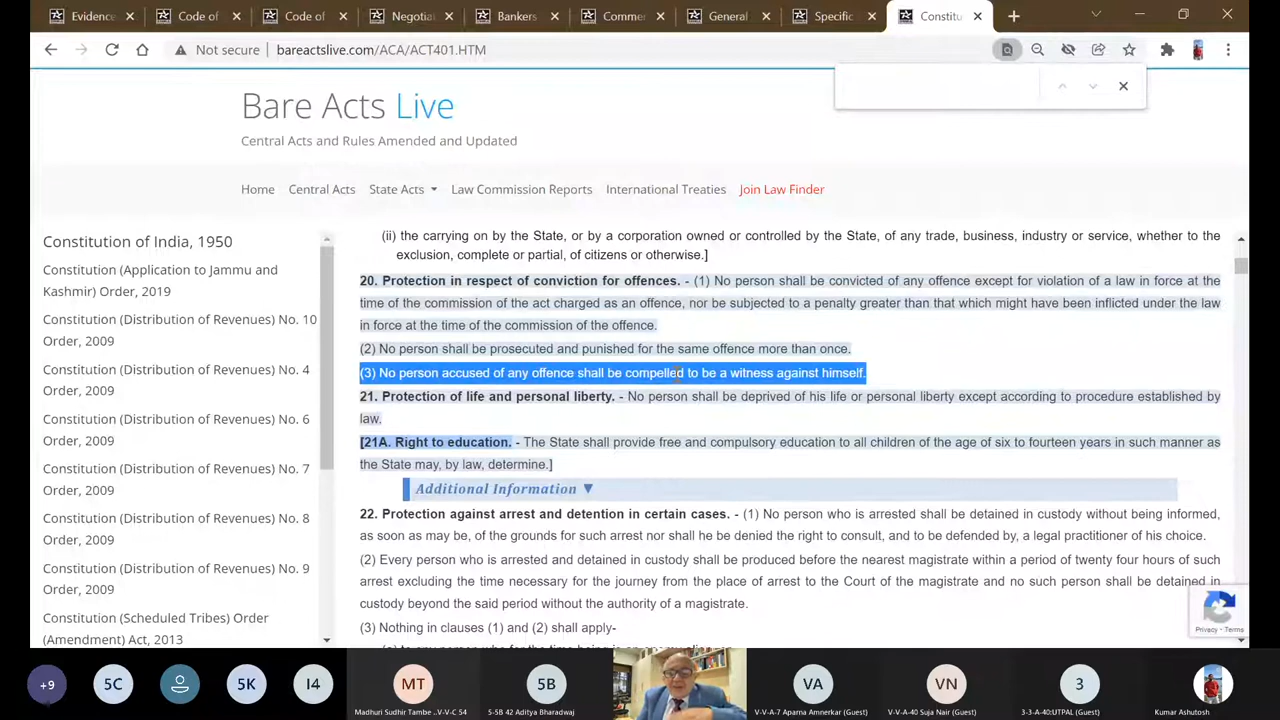 Evidence
Code of
Code of
Negotia
Bankers
Comme
General
Specific
Constitu
Not secure
bareactslive.com/ACA/ACT401.HTM
Bare Acts Live
Central Acts and Rules Amended and Updated
Home
Central Acts
State Acts
Law Commission Reports
International Treaties
Join Law Finder
Constitution of India, 1950
Constitution (Application to Jammu and
Kashmir) Order, 2019
Constitution (Distribution of Revenues) No. 10
Order, 2009
Constitution (Distribution of Revenues) No. 4
Order, 2009
Constitution (Distribution of Revenues) No. 6
Order, 2009
Constitution (Distribution of Revenues) No. 7
Order, 2009
Constitution (Distribution of Revenues) No. 8
Order, 2009
Constitution (Distribution of Revenues) No. 9
Order, 2009
Constitution (Scheduled Tribes) Order
(Amendment) Act, 2013
(ii) the carrying on by the State, or by a corporation owned or controlled by the State, of any trade, business, industry or service, whether to the
exclusion, complete or partial, of citizens or otherwise.]
20. Protection in respect of conviction for offences. - (1) No person shall be convicted of any offence except for violation of a law in force at the
time of the commission of the act charged as an offence, nor be subjected to a penalty greater than that which might have been inflicted under the law
in force at the time of the commission of the offence.
(2) No person shall be prosecuted and punished for the same offence more than once.
(3) No person accused of any offence shall be compelled to be a witness against himself.
21. Protection of life and personal liberty. - No person shall be deprived of his life or personal liberty except according to procedure established by
law.
[21A. Right to education. - The State shall provide free and compulsory education to all children of the age of six to fourteen years in such manner as
the State may, by law, determine.]
Additional Information ▼
22. Protection against arrest and detention in certain cases. - (1) No person who is arrested shall be detained in custody without being informed,
as soon as may be, of the grounds for such arrest nor shall he be denied the right to consult, and to be defended by, a legal practitioner of his choice.
(2) Every person who is arrested and detained in custody shall be produced before the nearest magistrate within a period of twenty four hours of such
arrest excluding the time necessary for the journey from the place of arrest to the Court of the magistrate and no such person shall be detained in
custody beyond the said period without the authority of a magistrate.
(3) Nothing in clauses (1) and (2) shall apply-
Privacy - Terms
+9
5C
5K
I4
MT
Madhuri Sudhir Tambe ..V-V-C 54
5B
5-5B 42 Aditya Bharadwaj
VA
V-V-A-7 Aparna Amnerkar (Guest)
VN
V-V-A-40 Suja Nair (Guest)
3
3-3-A-40:UTPAL (Guest)
Kumar Ashutosh